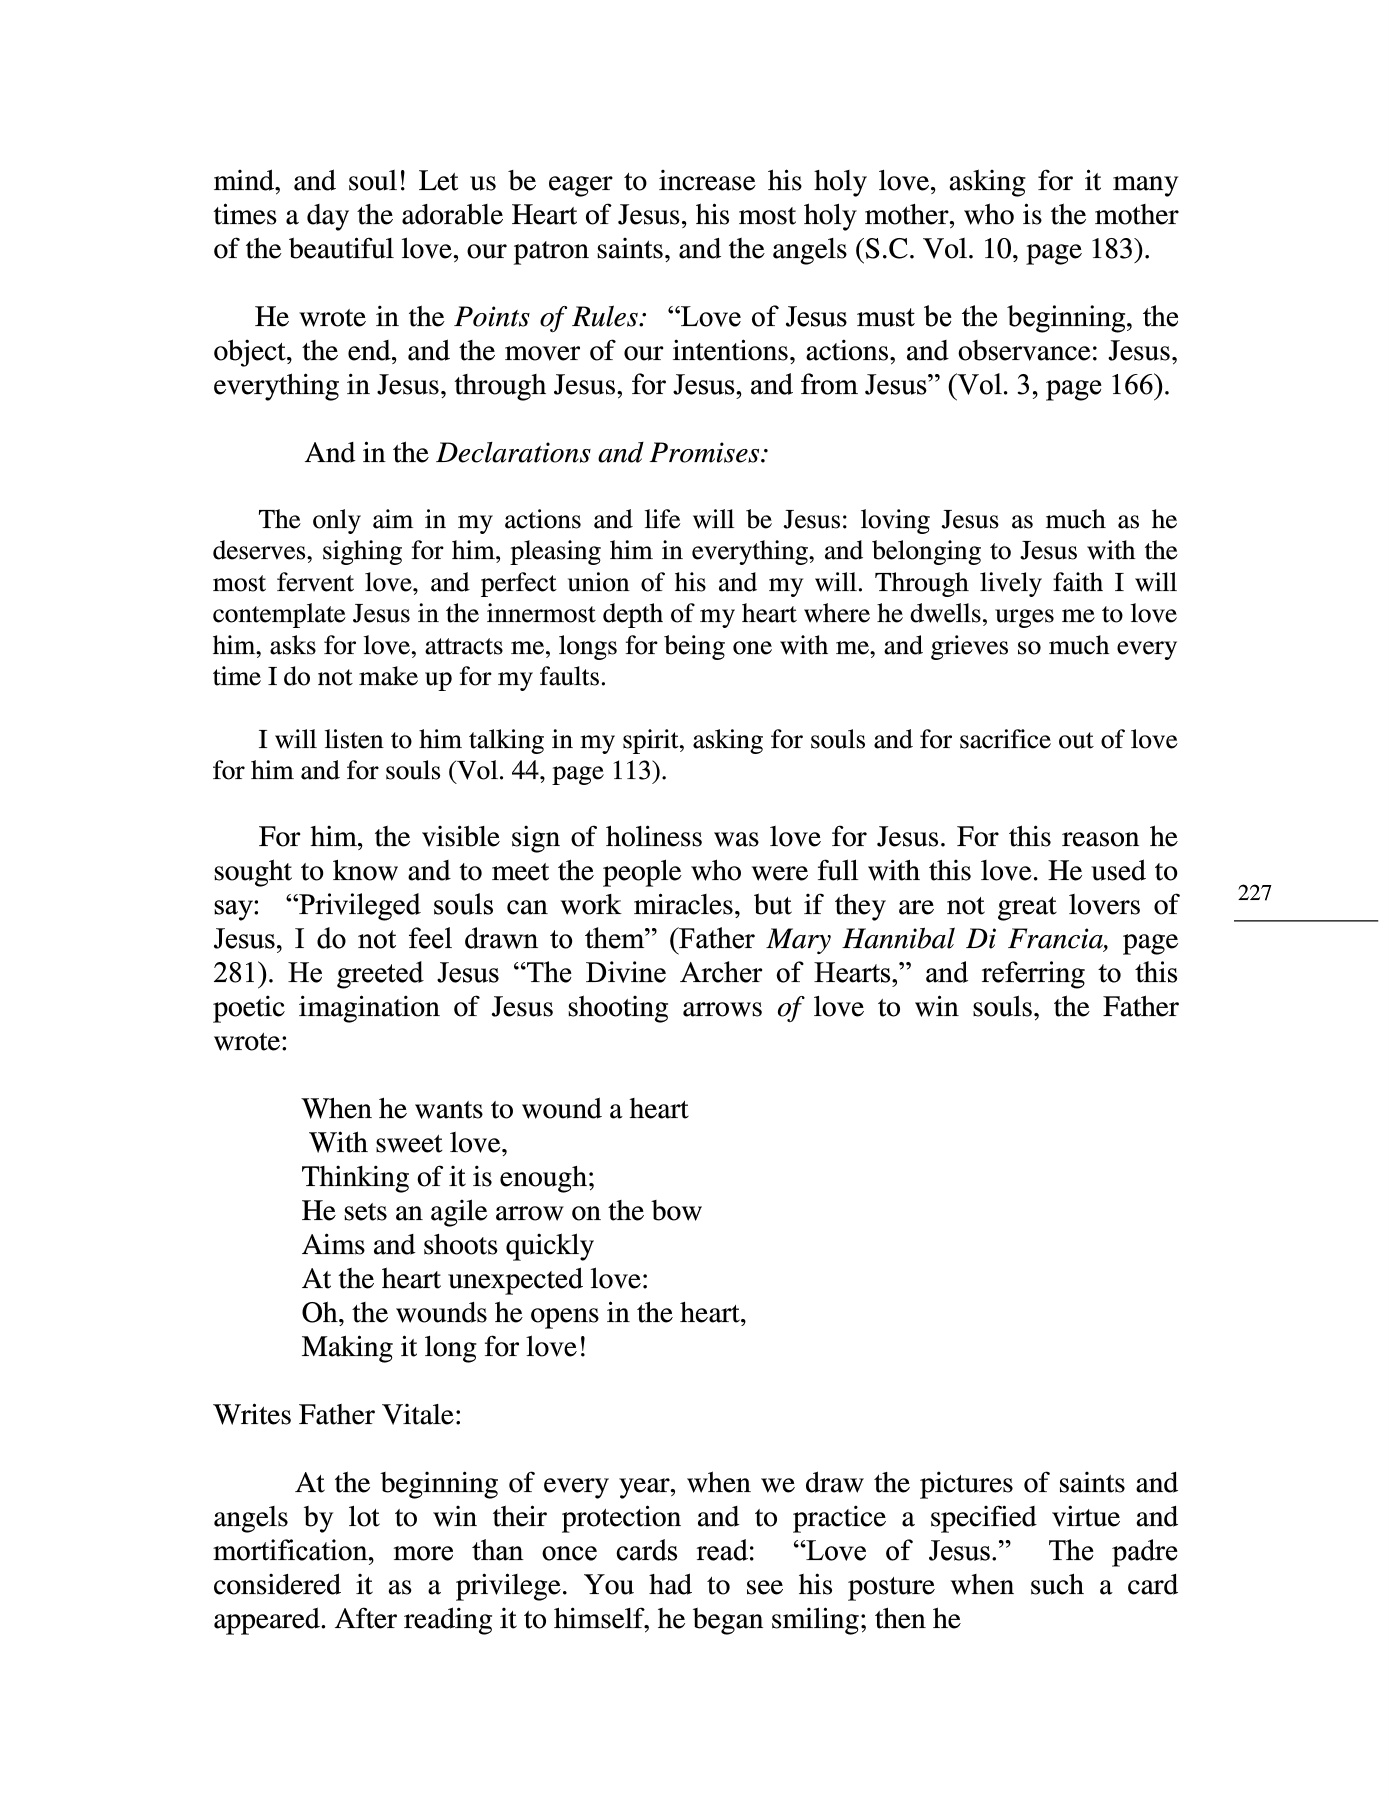 mind, and soul! Let us be eager to increase his holy love, asking for it many
times a day the adorable Heart of Jesus, his most holy mother, who is the mother
of the beautiful love, our patron saints, and the angels (S.C. Vol. 10, page 183).
He wrote in the Points of Rules: “Love of Jesus must be the beginning, the
object, the end, and the mover of our intentions, actions, and observance: Jesus,
everything in Jesus, through Jesus, for Jesus, and from Jesus” (Vol. 3, page 166).
And in the Declarations and Promises:
The only aim in my actions and life will be Jesus: loving Jesus as much as he
deserves, sighing for him, pleasing him in everything, and belonging to Jesus with the
most fervent love, and perfect union of his and my will. Through lively faith I will
contemplate Jesus in the innermost depth of my heart where he dwells, urges me to love
him, asks for love, attracts me, longs for being one with me, and grieves so much every
time I do not make up for my faults.
I will listen to him talking in my spirit, asking for souls and for sacrifice out of love
for him and for souls (Vol. 44, page 113).
For him, the visible sign of holiness was love for Jesus. For this reason he
sought to know and to meet the people who were full with this love. He used to
say: “Privileged souls can work miracles, but if they are not great lovers of
Jesus, I do not feel drawn to them” (Father Mary Hannibal Di Francia, page
281). He greeted Jesus “The Divine Archer of Hearts,” and referring to this
poetic imagination of Jesus shooting arrows of love to win souls, the Father
wrote:
227
When he wants to wound a heart
With sweet love,
Thinking of it is enough;
He sets an agile arrow on the bow
Aims and shoots quickly
At the heart unexpected love:
Oh, the wounds he opens in the heart,
Making it long for love!
Writes Father Vitale:
At the beginning of every year, when we draw the pictures of saints and
angels by lot to win their protection and to practice a specified virtue and
mortification, more than once cards read: “Love of Jesus.” The padre
considered it as a privilege. You had to see his posture when such a card
appeared. After reading it to himself, he began smiling; then he